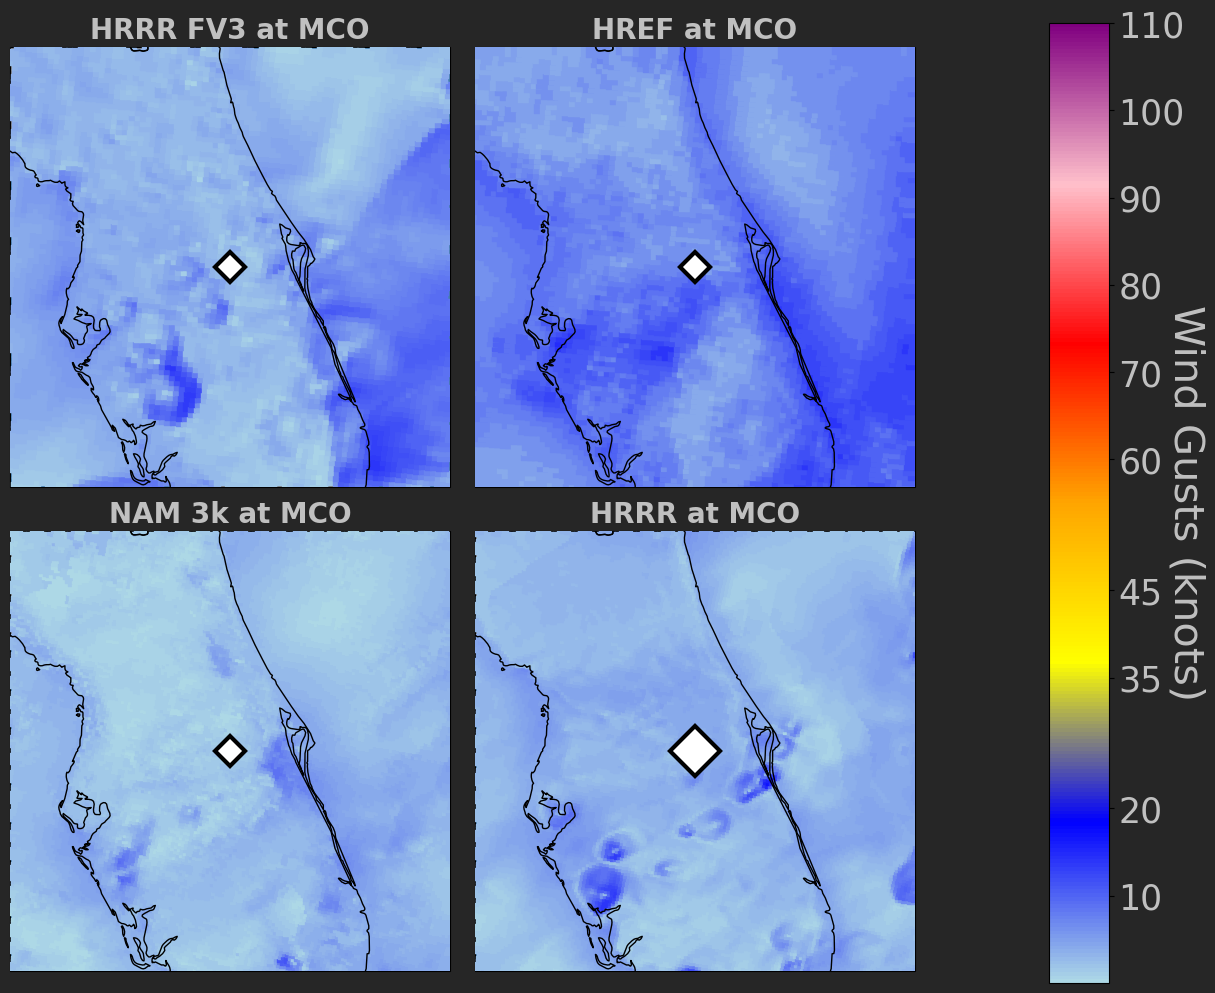 HRRR FV3 at MCO
HREF at MCO
NAM 3k at MCO
HRRR at MCO
110
100
90
80
70
60
45
35
20
10
Wind Gusts (knots)